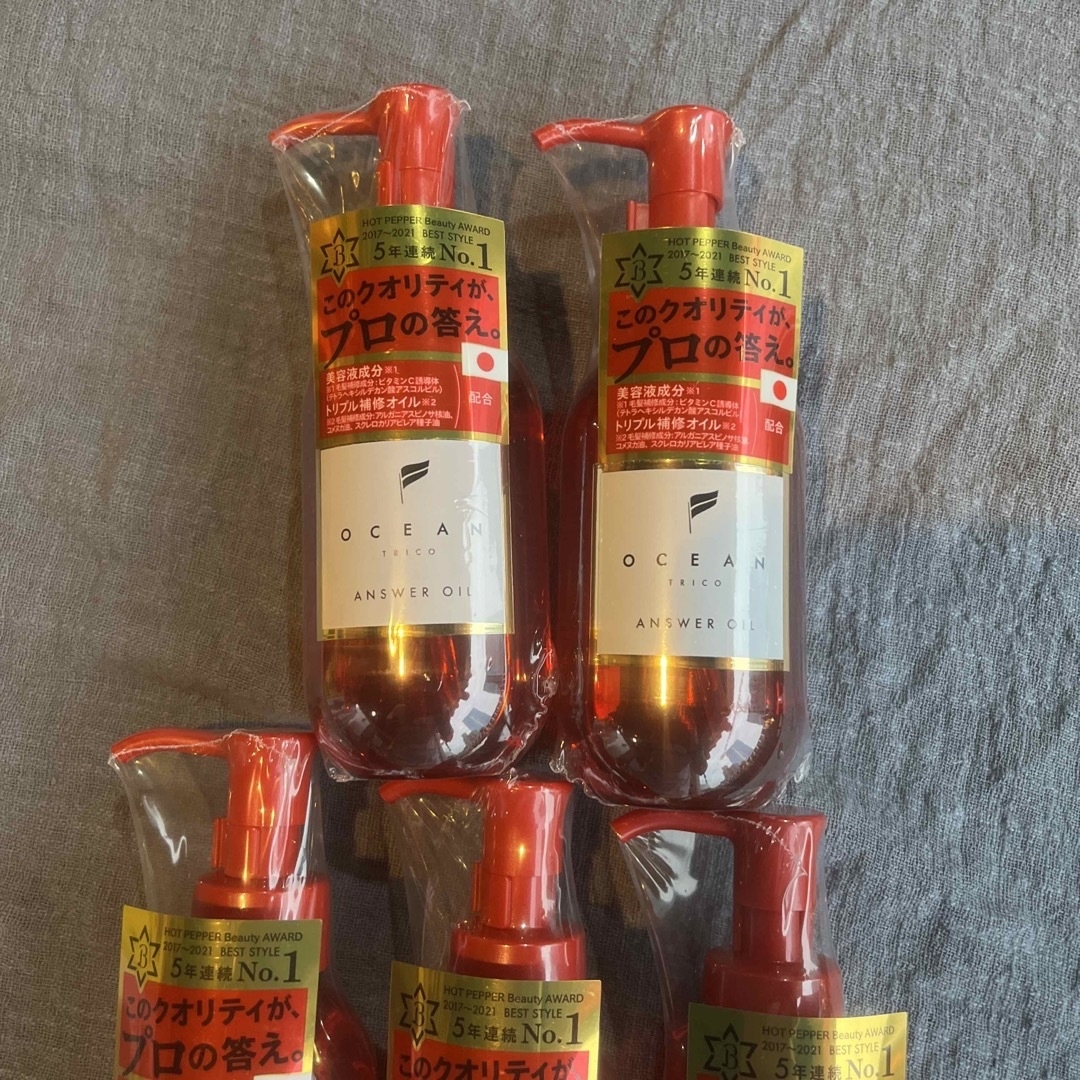 HOT PEPPER Beauty AWARD
2017～2021 BEST STYLE
B 5年連続 No.1
このクオリティが、
プロの答え。
美容液成分※1
※1 毛髪補修成分：ビタミンC誘導体
(テトラヘキシルデカン酸アスコルビル)
トリプル補修オイル※2
※2毛髪補修成分：アルガニアスピノサ核油、
コメヌカ油、スクレロカリアビレア種子油
配合
OCEAN
TRICO
ANSWER OIL
HOT PEPPER Beauty AWARD
2017～2021 BEST STYLE
B 5年連続 No.1
このクオリティが、
プロの答え。
美容液成分※1
※1 毛髪補修成分：ビタミンC誘導体
(テトラヘキシルデカン酸アスコルビル)
トリプル補修オイル※2
※2 毛髪補修成分：アルガニアスピノサ核油、
コメヌカ油、スクレロカリアビレア種子油
配合
OCEAN
TRICO
ANSWER OIL
HOT PEPPER Beauty AWARD
2017～2021 BEST STYLE
B 5年連続 No.1
このクオリティが、
プロの答え。
HOT PEPPER Beauty AWARD
2017～2021 BEST STYLE
B 5年連続 No.1
このクオリティが、
HOT PEPPER Beauty AWARD
2017～2021 BEST STYLE
B 5年連続 No.1